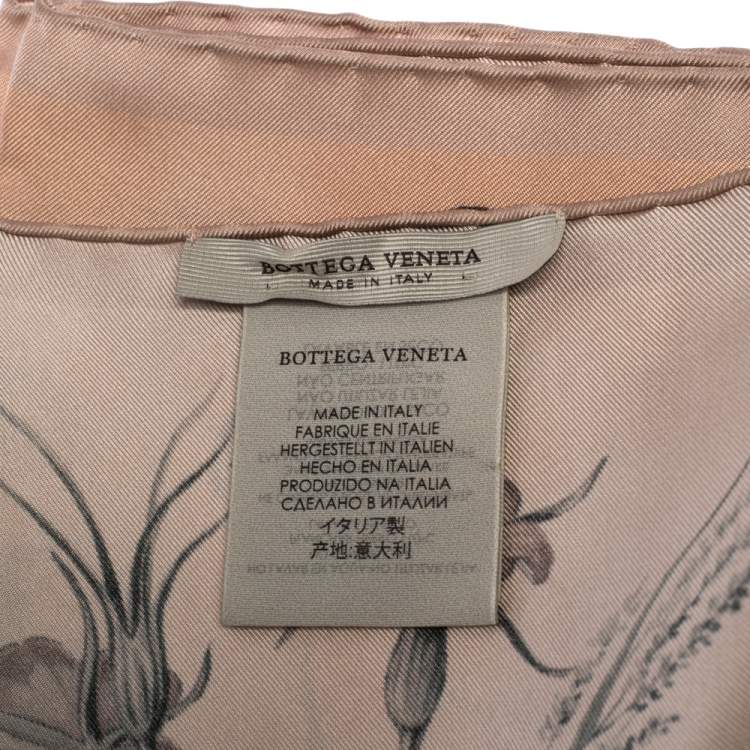 BOTTEGA VENETA
MADE IN ITALY
BOTTEGA VENETA
MADE IN ITALY
FABRIQUE EN ITALIE
HERGESTELLT IN ITALIEN
HECHO EN ITALIA
PRODUZIDO NA ITALIA
СДЕЛАНО В ИТАЛИИ
イタリア製
产地:意大利